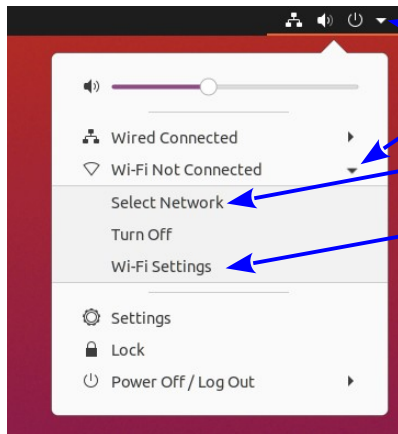 Wired Connected
Wi-Fi Not Connected
Select Network
Turn Off
Wi-Fi Settings
Settings
Lock
Power Off / Log Out